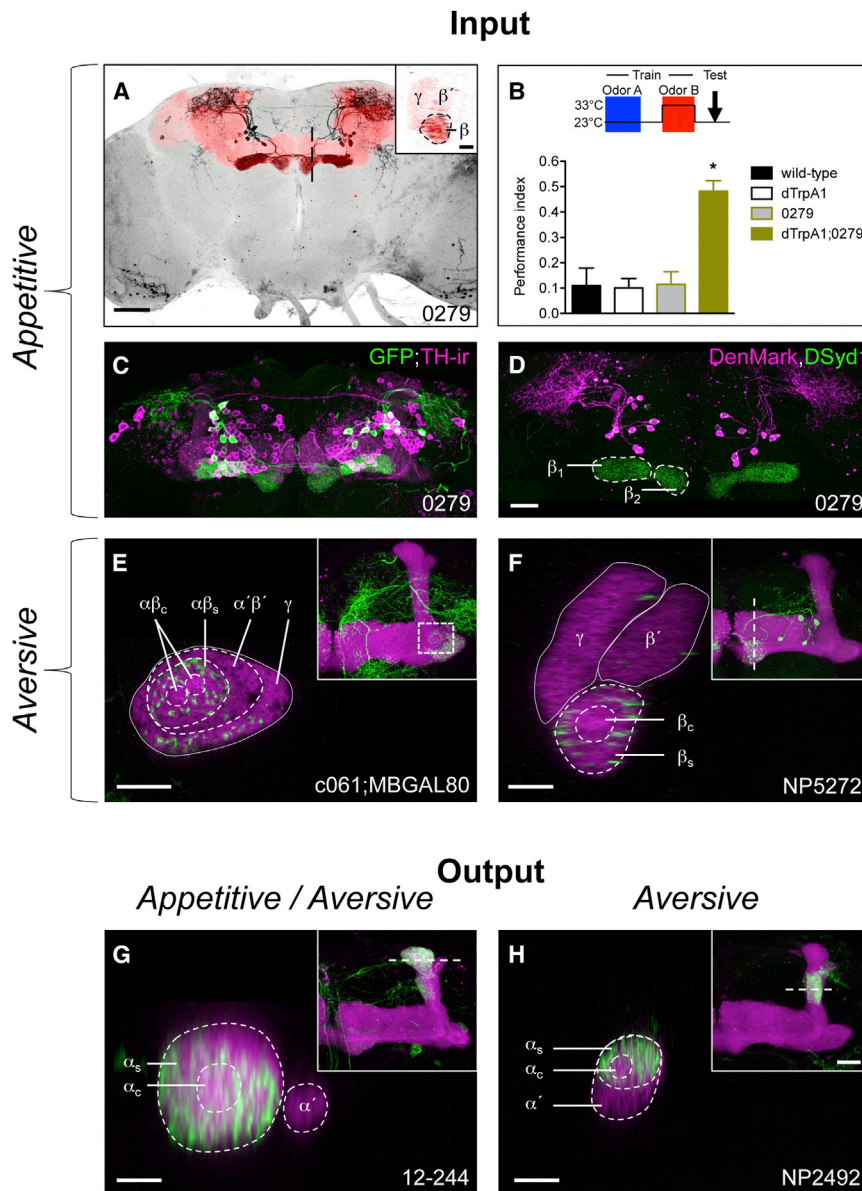 Input
Appetitive
A
γ
β´
β
0279
B
Train
Test
Odor A
Odor B
33°C
23°C
Performance index
0.6
0.5
0.4
0.3
0.2
0.1
0.0
*
wild-type
dTrpA1
0279
dTrpA1;0279
C
GFP;TH-ir
0279
D
DenMark,DSyd1
β1
β2
0279
Aversive
E
αβc
αβs
α´β´
γ
c061;MBGAL80
F
γ
β´
βc
βs
NP5272
Output
Appetitive / Aversive
Aversive
G
αs
αc
α´
12-244
H
αs
αc
α´
NP2492